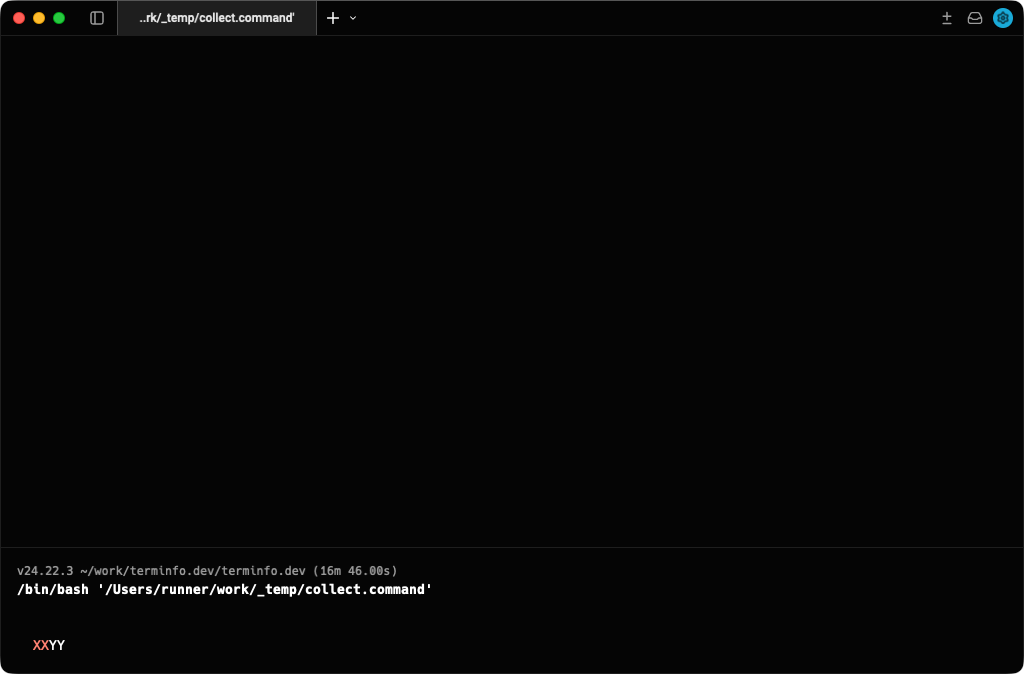 ..rk/_temp/collect.command'
v24.22.3 ~/work/terminfo.dev/terminfo.dev (16m 46.00s)
/bin/bash '/Users/runner/work/_temp/collect.command'
XXYY